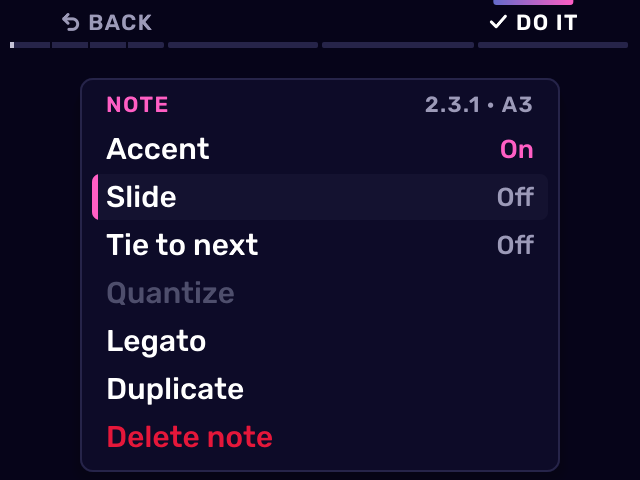 BACK DO IT
NOTE 2.3.1 • A3
Accent On
Slide Off
Tie to next Off
Quantize
Legato
Duplicate
Delete note